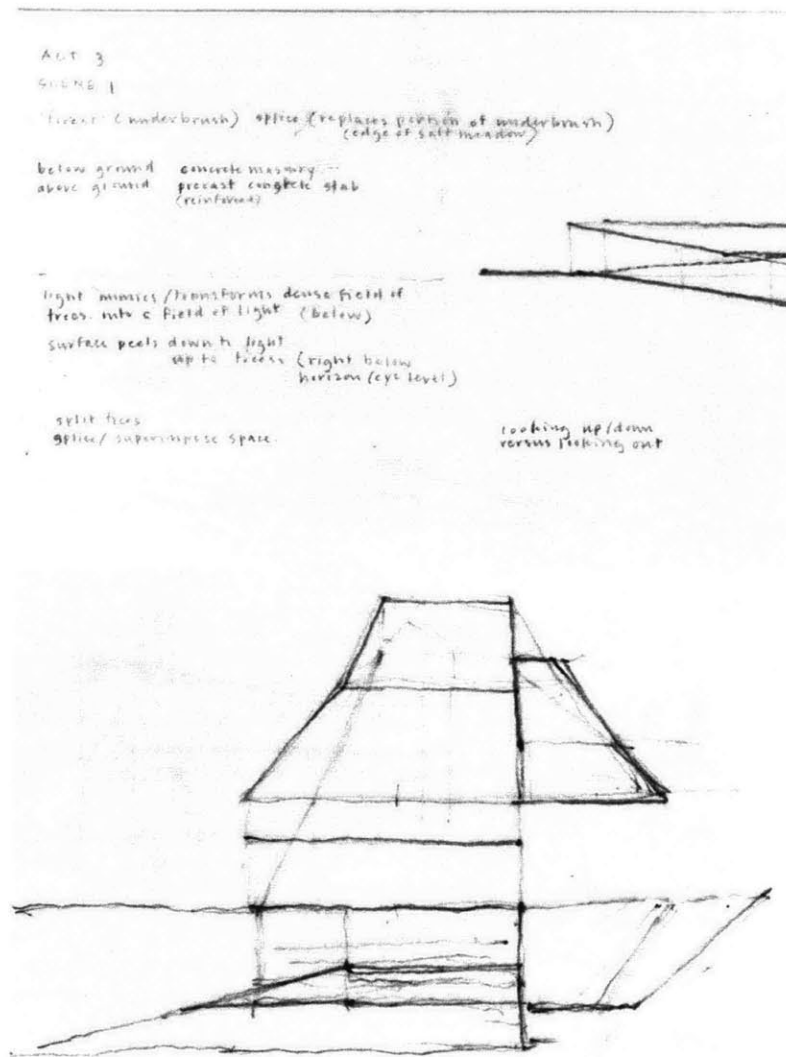 ACT 3
SCENE 1
(underbrush) splice (replaces portion of underbrush)
(edge of salt meadow)
below ground concrete masonry
above ground precast concrete slab
(reinforced)
light mimics/transforms dense field of
trees into a field of light (below)
surface peels down to light
up to trees (right below
horizon (eye level)
split trees
splice/superimpose space.
looking up/down
versus looking out